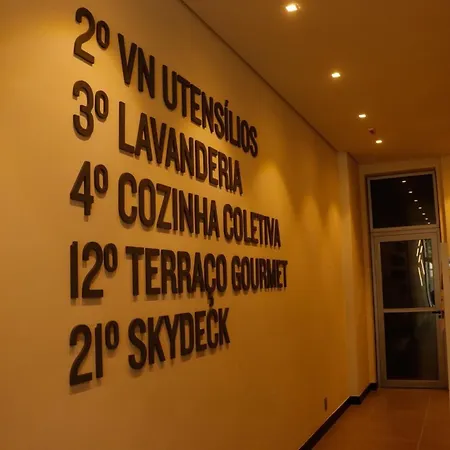 2º VN UTENSÍLIOS
3º LAVANDERIA
4º COZINHA COLETIVA
12º TERRAÇO GOURMET
21º SKYDECK